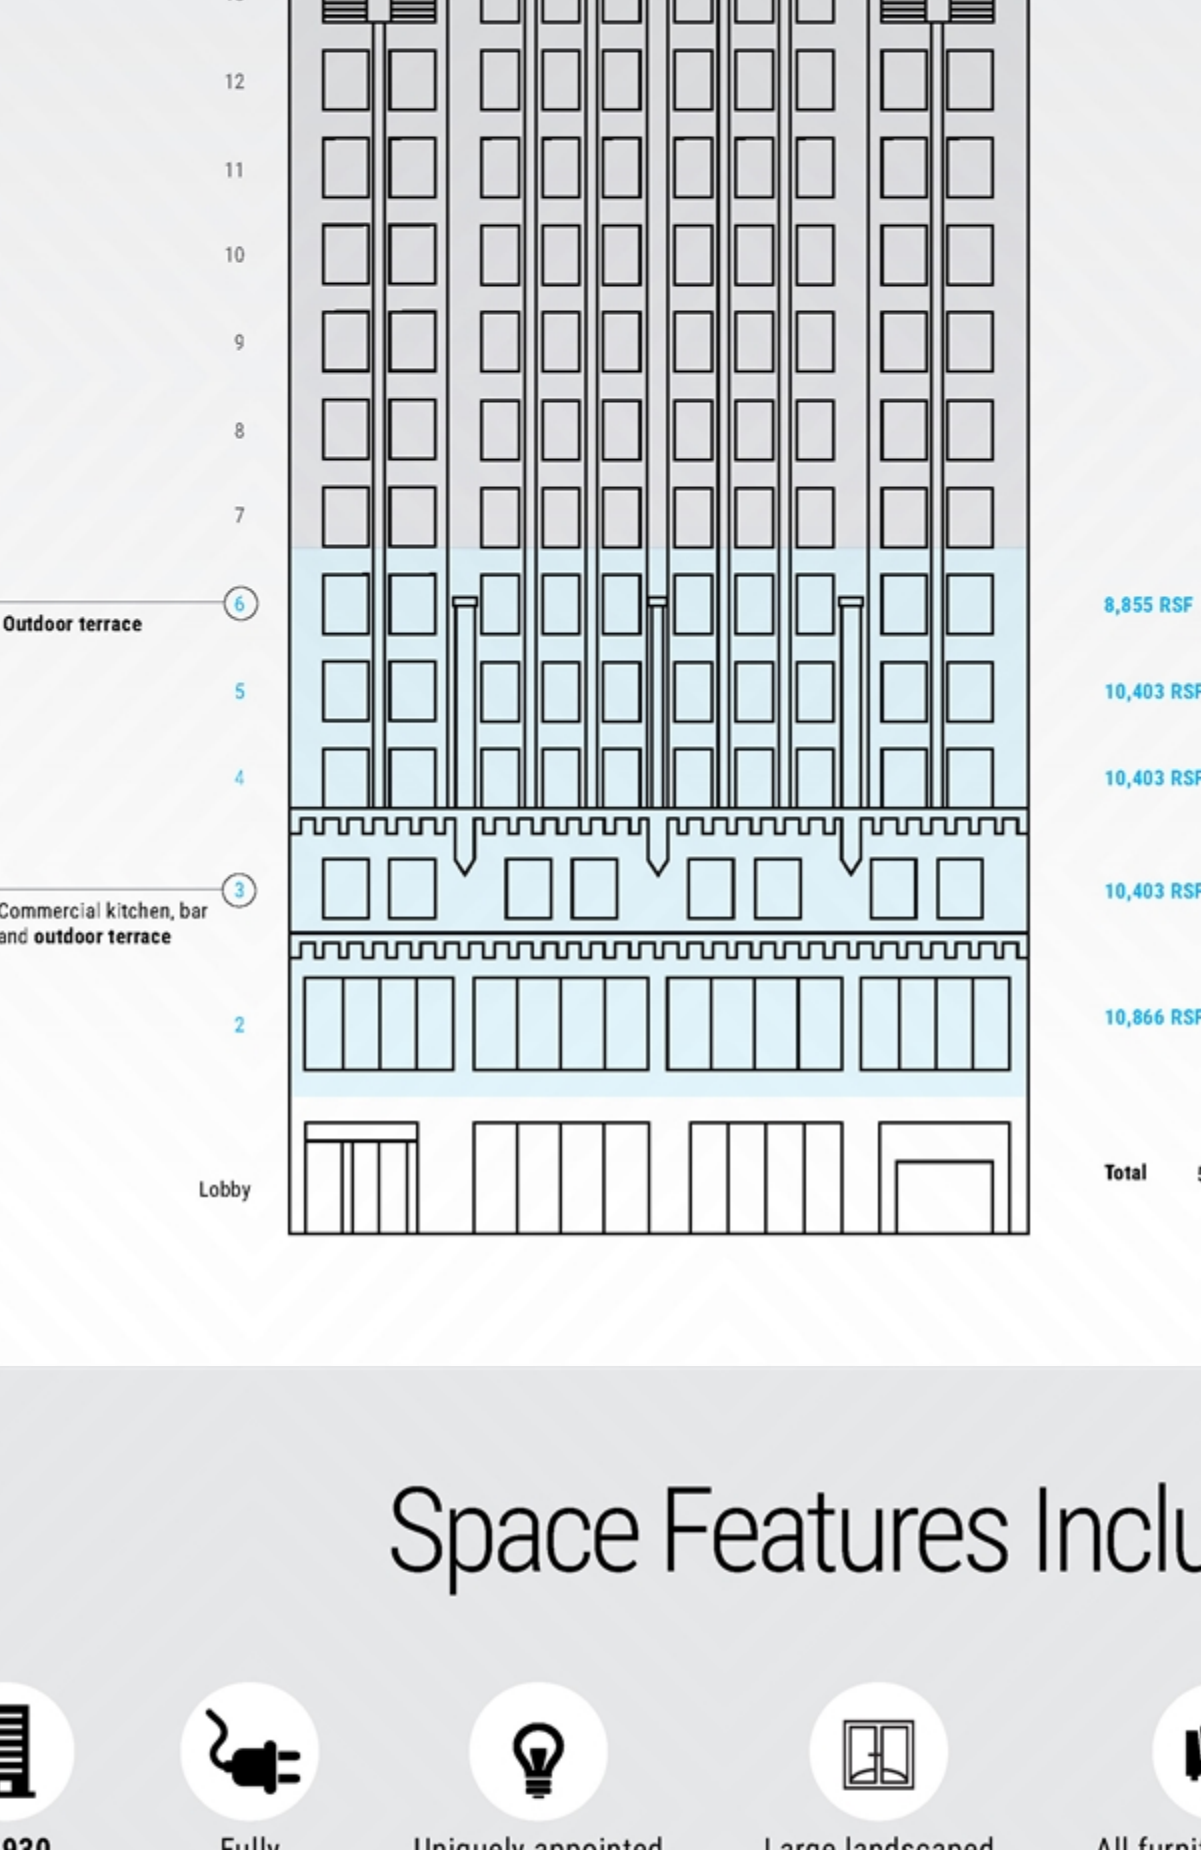 12
11
10
9
8
7
6 8,855 RSF
Outdoor terrace
5 10,403 RSF
4 10,403 RSF
3 10,403 RSF
Commercial kitchen, bar
and outdoor terrace
2 10,866 RSF
Total
Lobby
Space Features
Fully
Uniquely appointed
Large landscaped
All